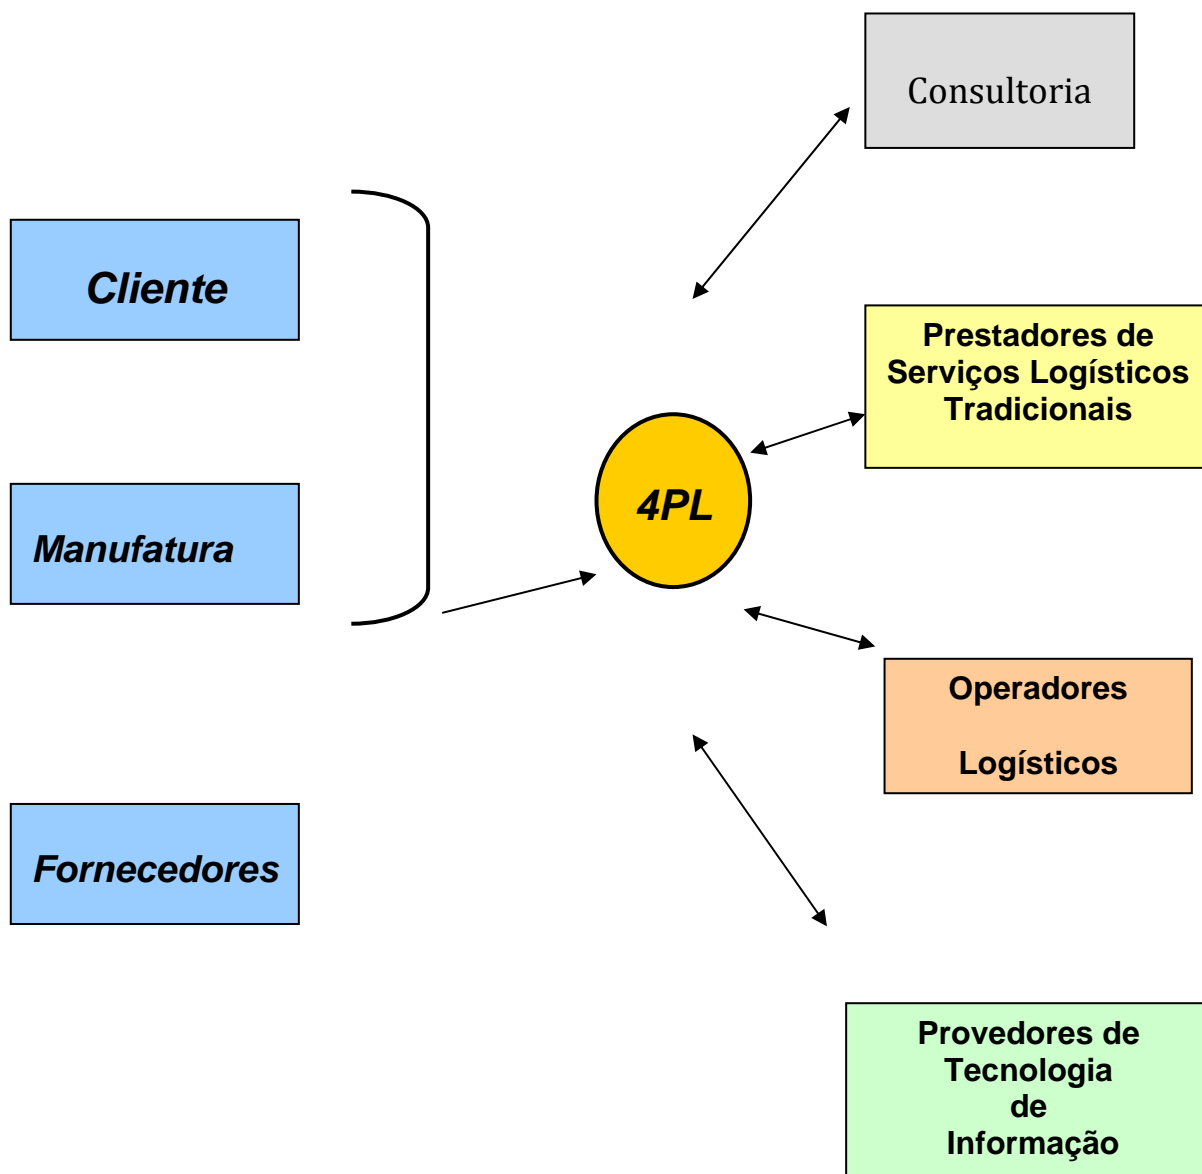 Consultoria
Cliente
Prestadores de
Serviços Logísticos
Tradicionais
4PL
Manufatura
Operadores
Logísticos
Fornecedores
Provedores de
Tecnologia
de
Informação